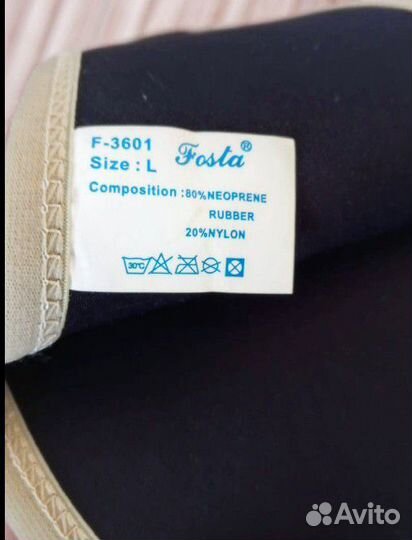 F-3601 Fosta®
Size : L
Composition : 80%NEOPRENE
RUBBER
20%NYLON
30°C
Avito